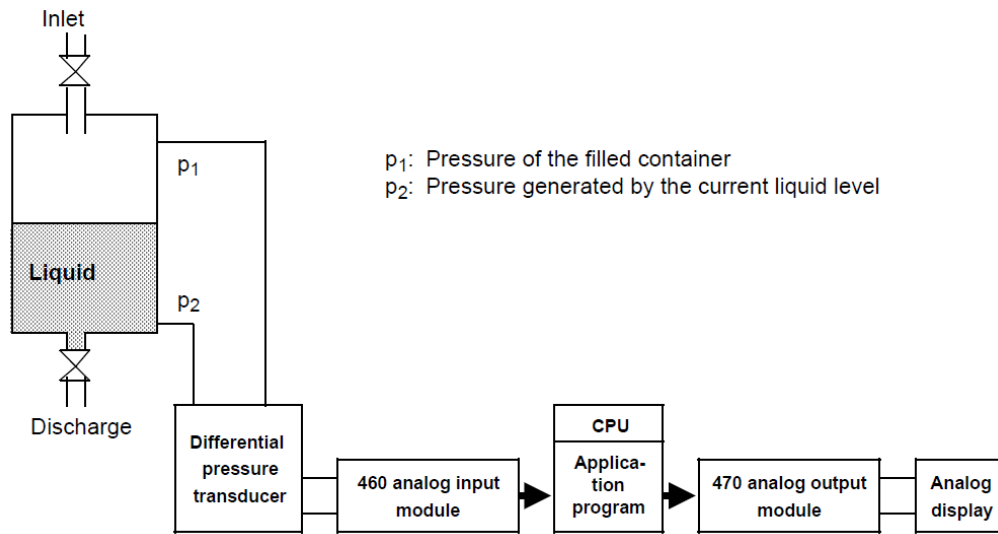 Inlet
p1
p1: Pressure of the filled container
p2: Pressure generated by the current liquid level
Liquid
p2
Discharge
Differential
pressure
transducer
460 analog input
module
CPU
Applica-
tion
program
470 analog output
module
Analog
display